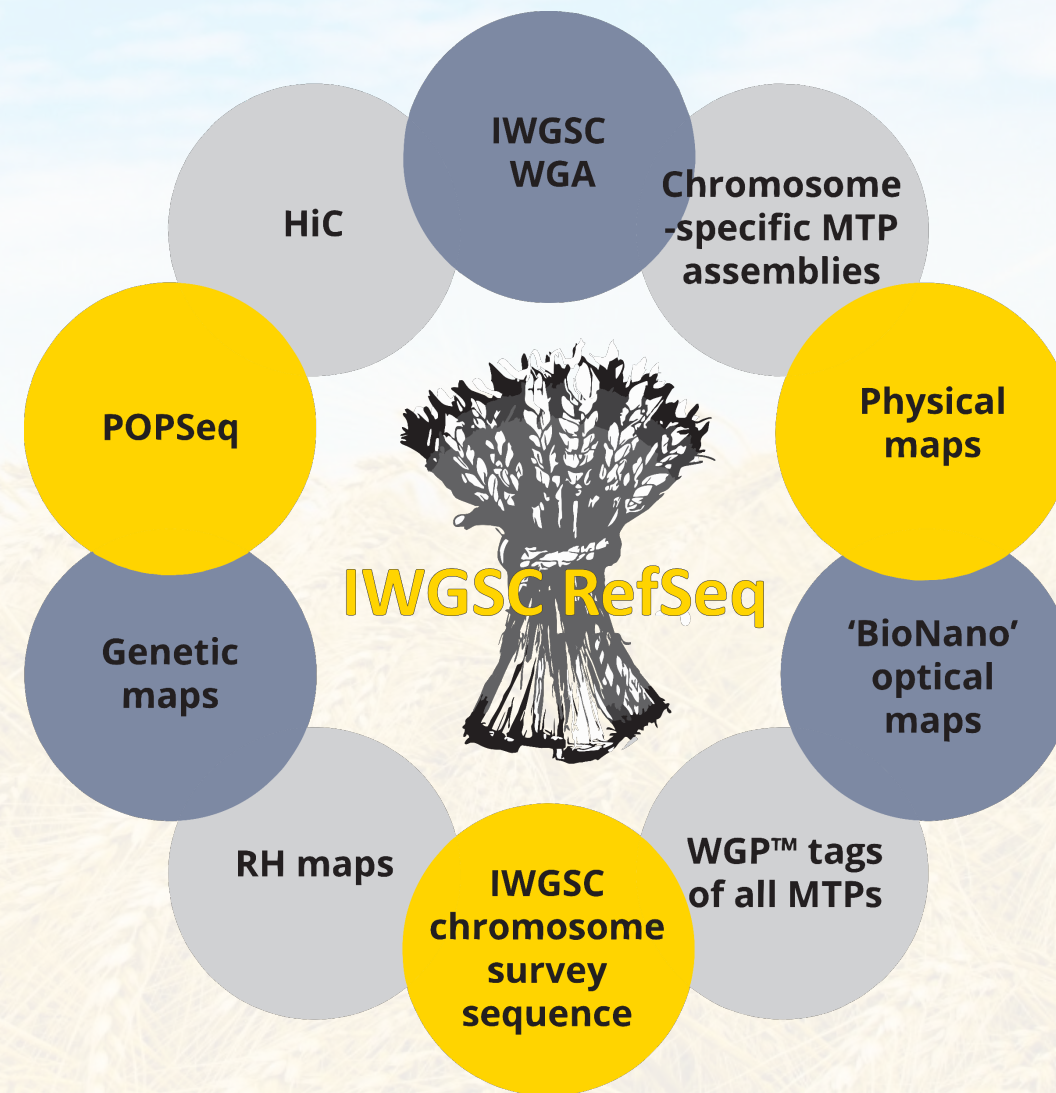 IWGSC
WGA
Chromosome
-specific MTP
assemblies
Physical
maps
‘BioNano’
optical
maps
WGP™ tags
of all MTPs
IWGSC
chromosome
survey
sequence
RH maps
Genetic
maps
POPSeq
HiC
IWGSC RefSeq